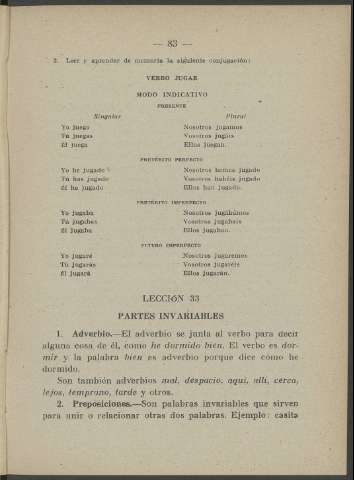 — 83 —
2. Leer y aprender de memoria la siguiente conjugación:
VERBO JUGAR
MODO INDICATIVO
PRESENTE
Singular Plural
Yo juego Nosotros jugamos
Tú juegas Vosotros jugáis
Él juega Ellos juegan.
PRETÉRITO PERFECTO
Yo he jugado Nosotros hemos jugado
Tú has jugado Vosotros habéis jugado
él ha jugado Ellos han jugado.
PRETÉRITO IMPERFECTO
Yo jugaba Nosotros jugábamos
Tú jugabas Vosotros jugabais
Él jugaba Ellos jugaban.
FUTURO IMPERFECTO
Yo jugaré Nosotros jugaremos
Tú jugarás Vosotros jugaréis
él jugará Ellos jugarán.
LECCIÓN 33
PARTES INVARIABLES
1. Adverbio.—El adverbio se junta al verbo para decir
alguna cosa de él, como he dormido bien. El verbo es dor-
mir y la palabra bien es adverbio porque dice cómo he
dormido.
Son también adverbios mal, despacio, aquí, allí, cerca,
lejos, temprano, tarde y otros.
2. Preposiciones.—Son palabras invariables que sirven
para unir o relacionar otras dos palabras. Ejemplo: casita